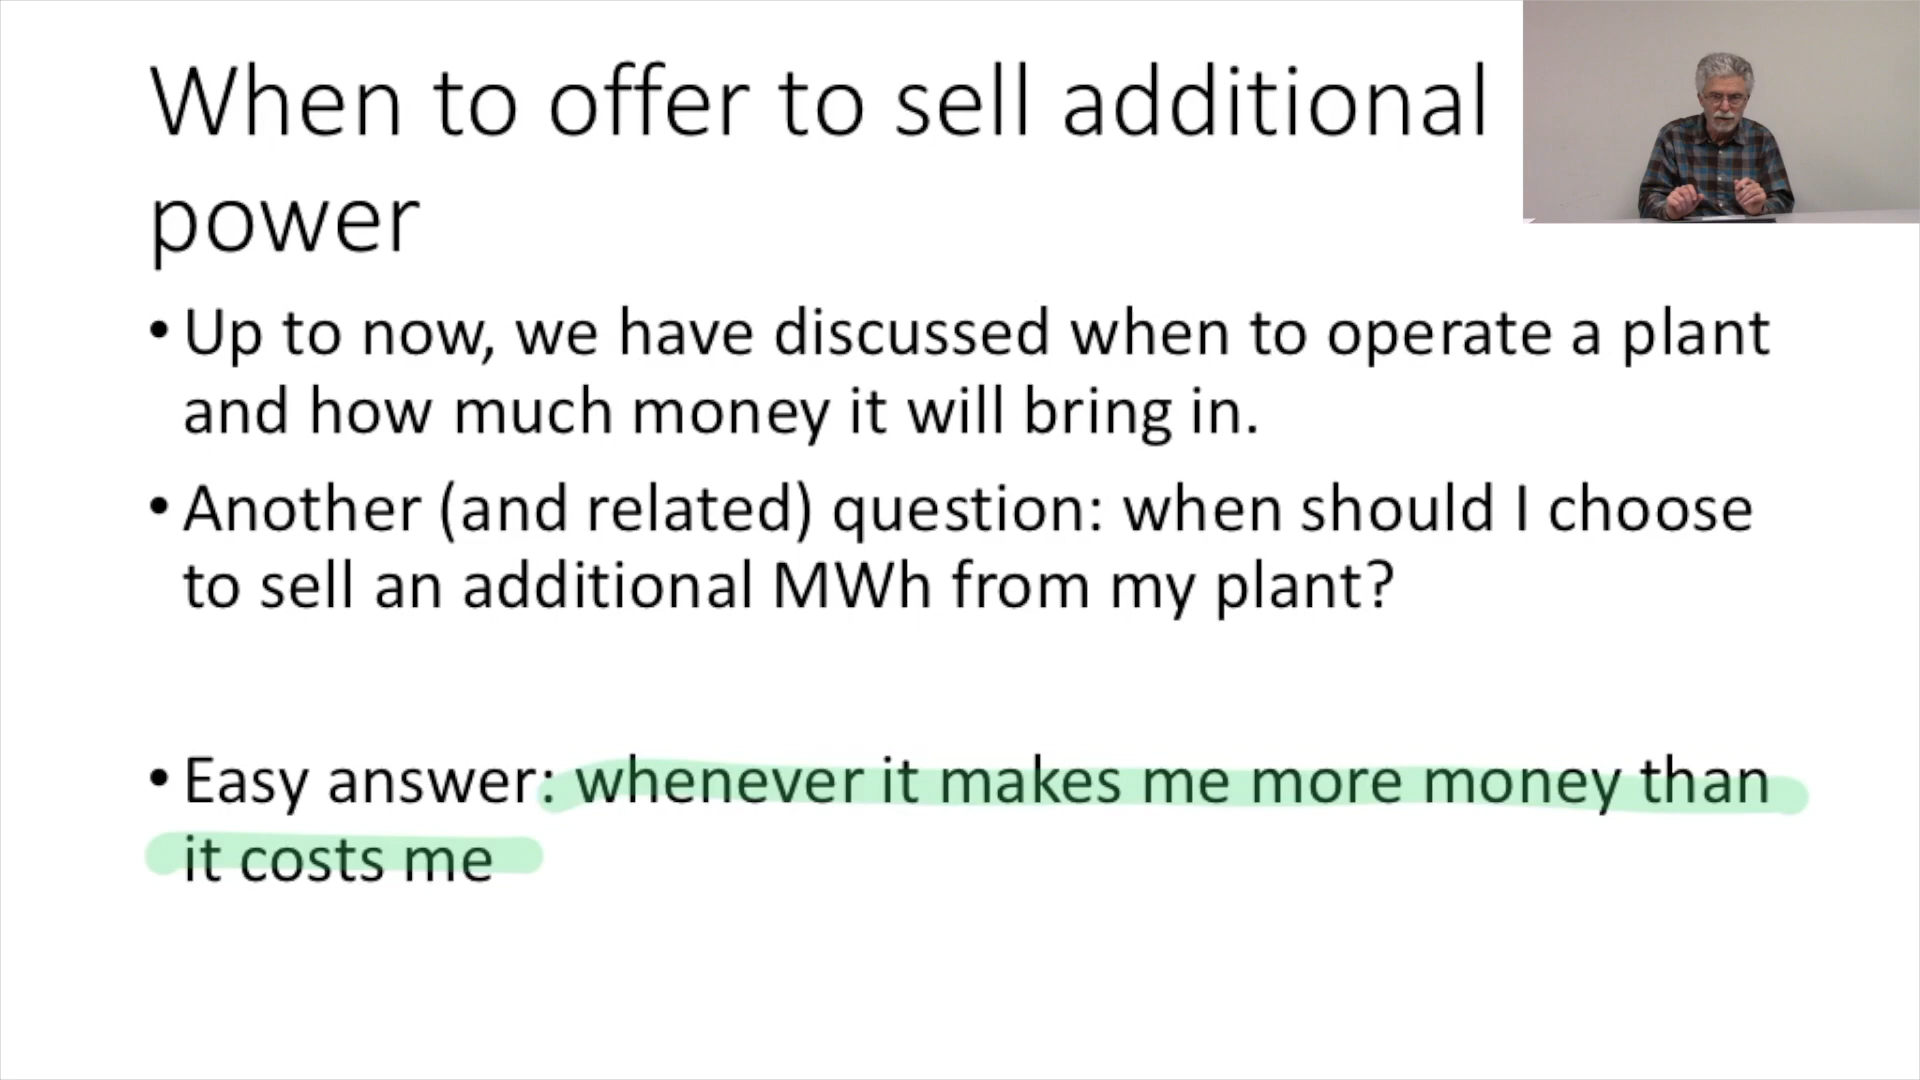 When to offer to sell additional
power
• Up to now, we have discussed when to operate a plant
and how much money it will bring in.
• Another (and related) question: when should I choose
to sell an additional MWh from my plant?
• Easy answer: whenever it makes me more money than
it costs me